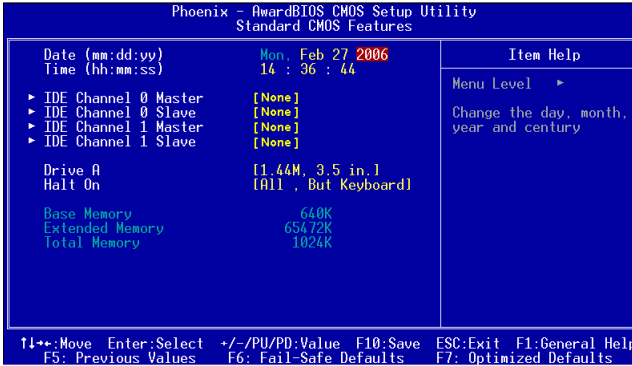 Phoenix - AwardBIOS CMOS Setup Utility
Standard CMOS Features
Date (mm:dd:yy) Mon, Feb 27 2006
Time (hh:mm:ss) 14 : 36 : 44
► IDE Channel 0 Master [None]
► IDE Channel 0 Slave [None]
► IDE Channel 1 Master [None]
► IDE Channel 1 Slave [None]
Drive A [1.44M, 3.5 in.]
Halt On [All , But Keyboard]
Base Memory 640K
Extended Memory 65472K
Total Memory 1024K
Item Help
Menu Level ►
Change the day, month,
year and century
↑↓→←:Move Enter:Select +/-/PU/PD:Value F10:Save ESC:Exit F1:General Help
F5: Previous Values F6: Fail-Safe Defaults F7: Optimized Defaults